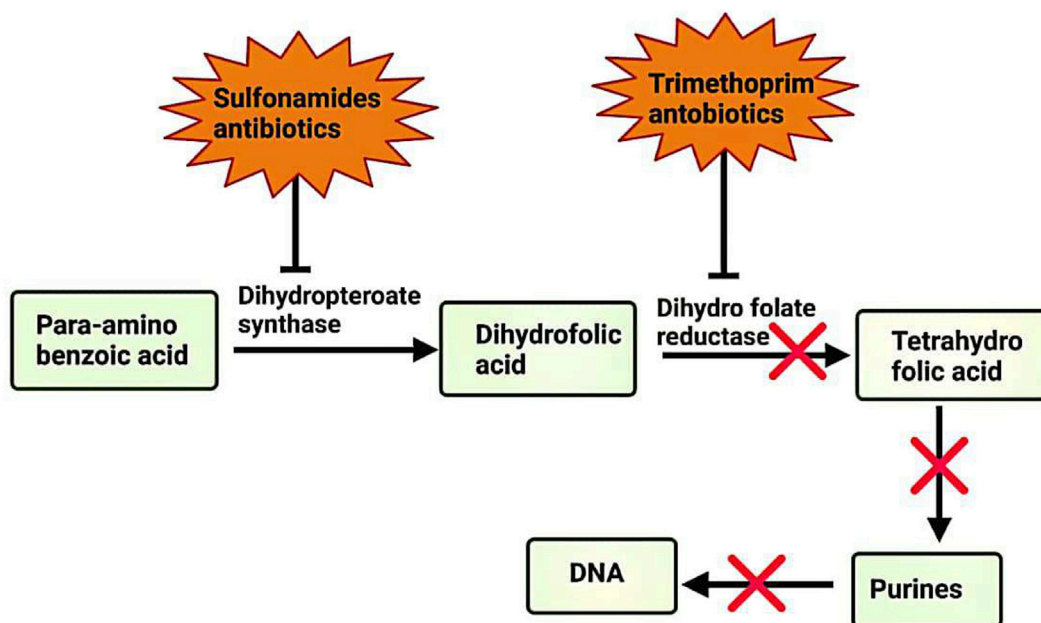 Sulfonamides
antibiotics
Trimethoprim
antobiotics
Para-amino
benzoic acid
Dihydropteroate
synthase
Dihydrofolic
acid
Dihydro folate
reductase
Tetrahydro
folic acid
DNA
Purines